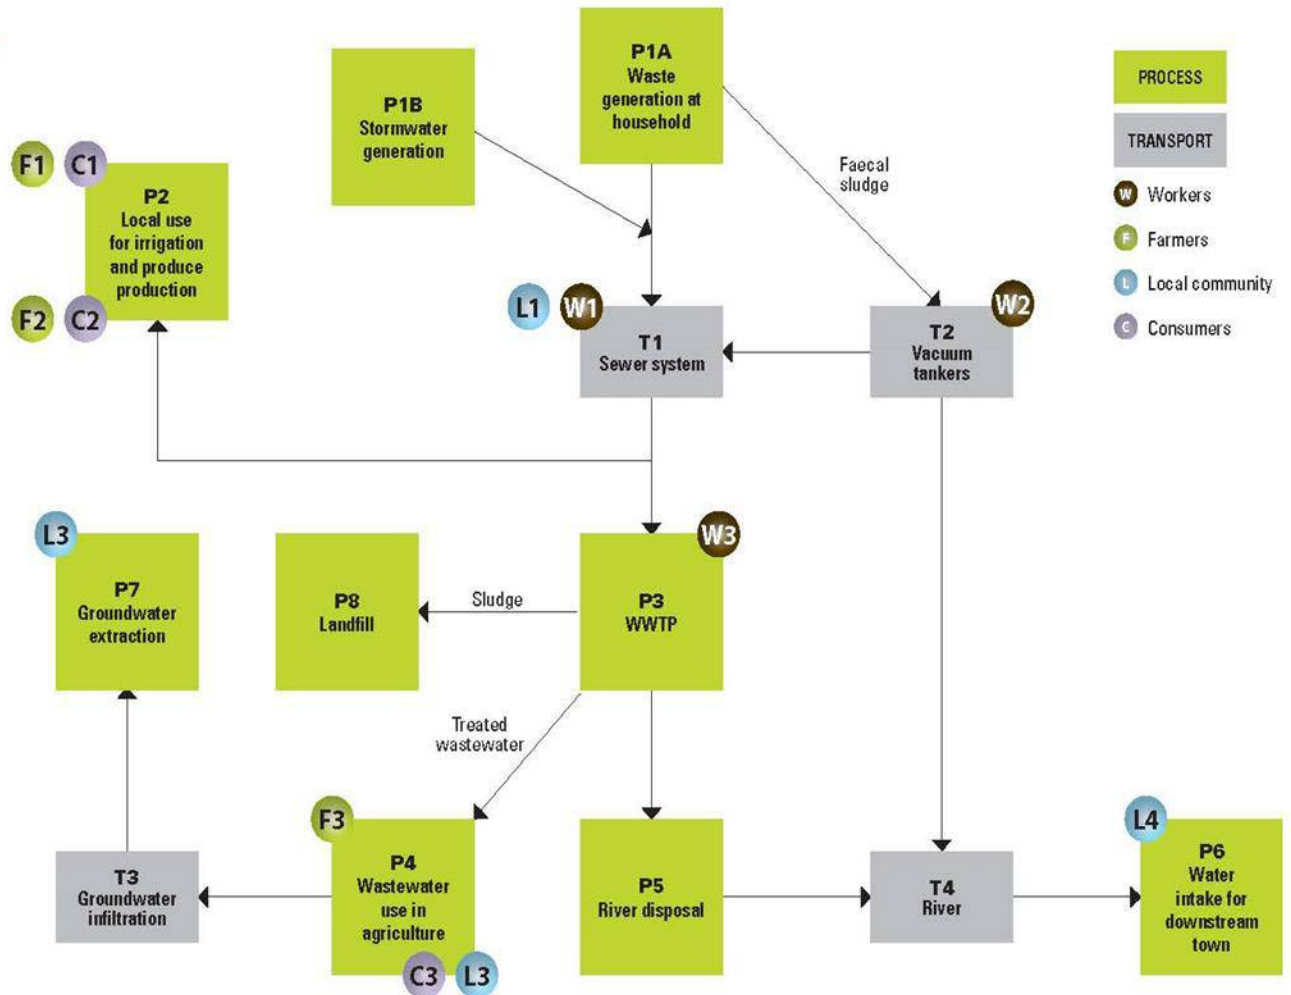 P1A
Waste
generation at
household
P1B
Stormwater
generation
PROCESS
TRANSPORT
W Workers
F Farmers
L Local community
C Consumers
Faecal
sludge
F1
C1
P2
Local use
for irrigation
and produce
production
F2
C2
L1
W1
T1
Sewer system
W2
T2
Vacuum
tankers
L3
P7
Groundwater
extraction
P8
Landfill
Sludge
W3
P3
WWTP
Treated
wastewater
T3
Groundwater
infiltration
F3
P4
Wastewater
use in
agriculture
C3
L3
P5
River disposal
T4
River
L4
P6
Water
intake for
downstream
town